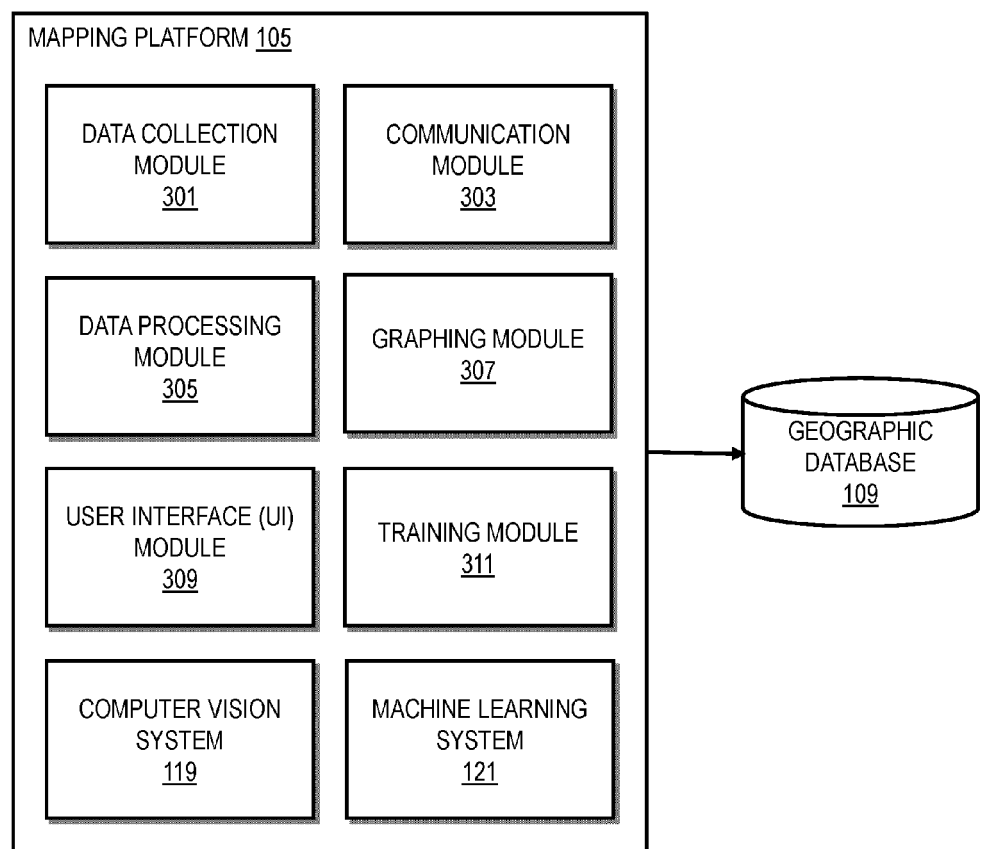 MAPPING PLATFORM 105
DATA COLLECTION
MODULE
301
COMMUNICATION
MODULE
303
DATA PROCESSING
MODULE
305
GRAPHING MODULE
307
USER INTERFACE (UI)
MODULE
309
TRAINING MODULE
311
COMPUTER VISION
SYSTEM
119
MACHINE LEARNING
SYSTEM
121
GEOGRAPHIC
DATABASE
109